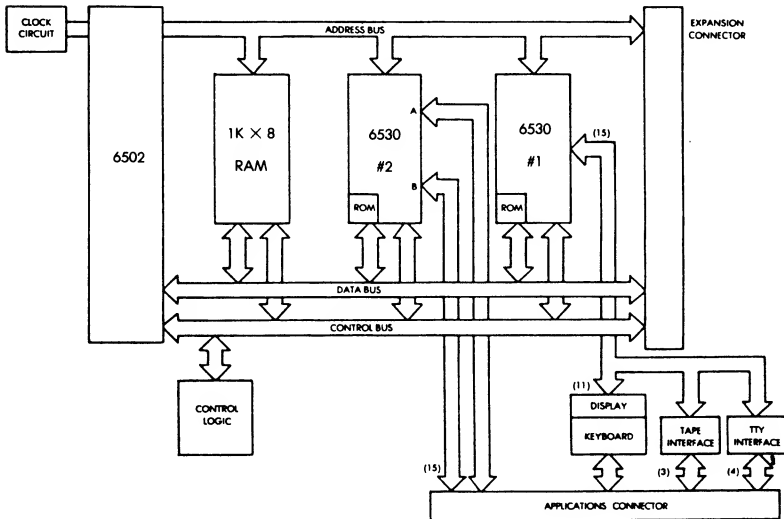 CLOCK
CIRCUIT
ADDRESS BUS
EXPANSION
CONNECTOR
6502
1K × 8
RAM
A
6530
#2
B
ROM
6530
#1
ROM
(15)
DATA BUS
CONTROL BUS
CONTROL
LOGIC
(11)
DISPLAY
KEYBOARD
TAPE
INTERFACE
TTY
INTERFACE
(15)
(3)
(4)
APPLICATIONS CONNECTOR